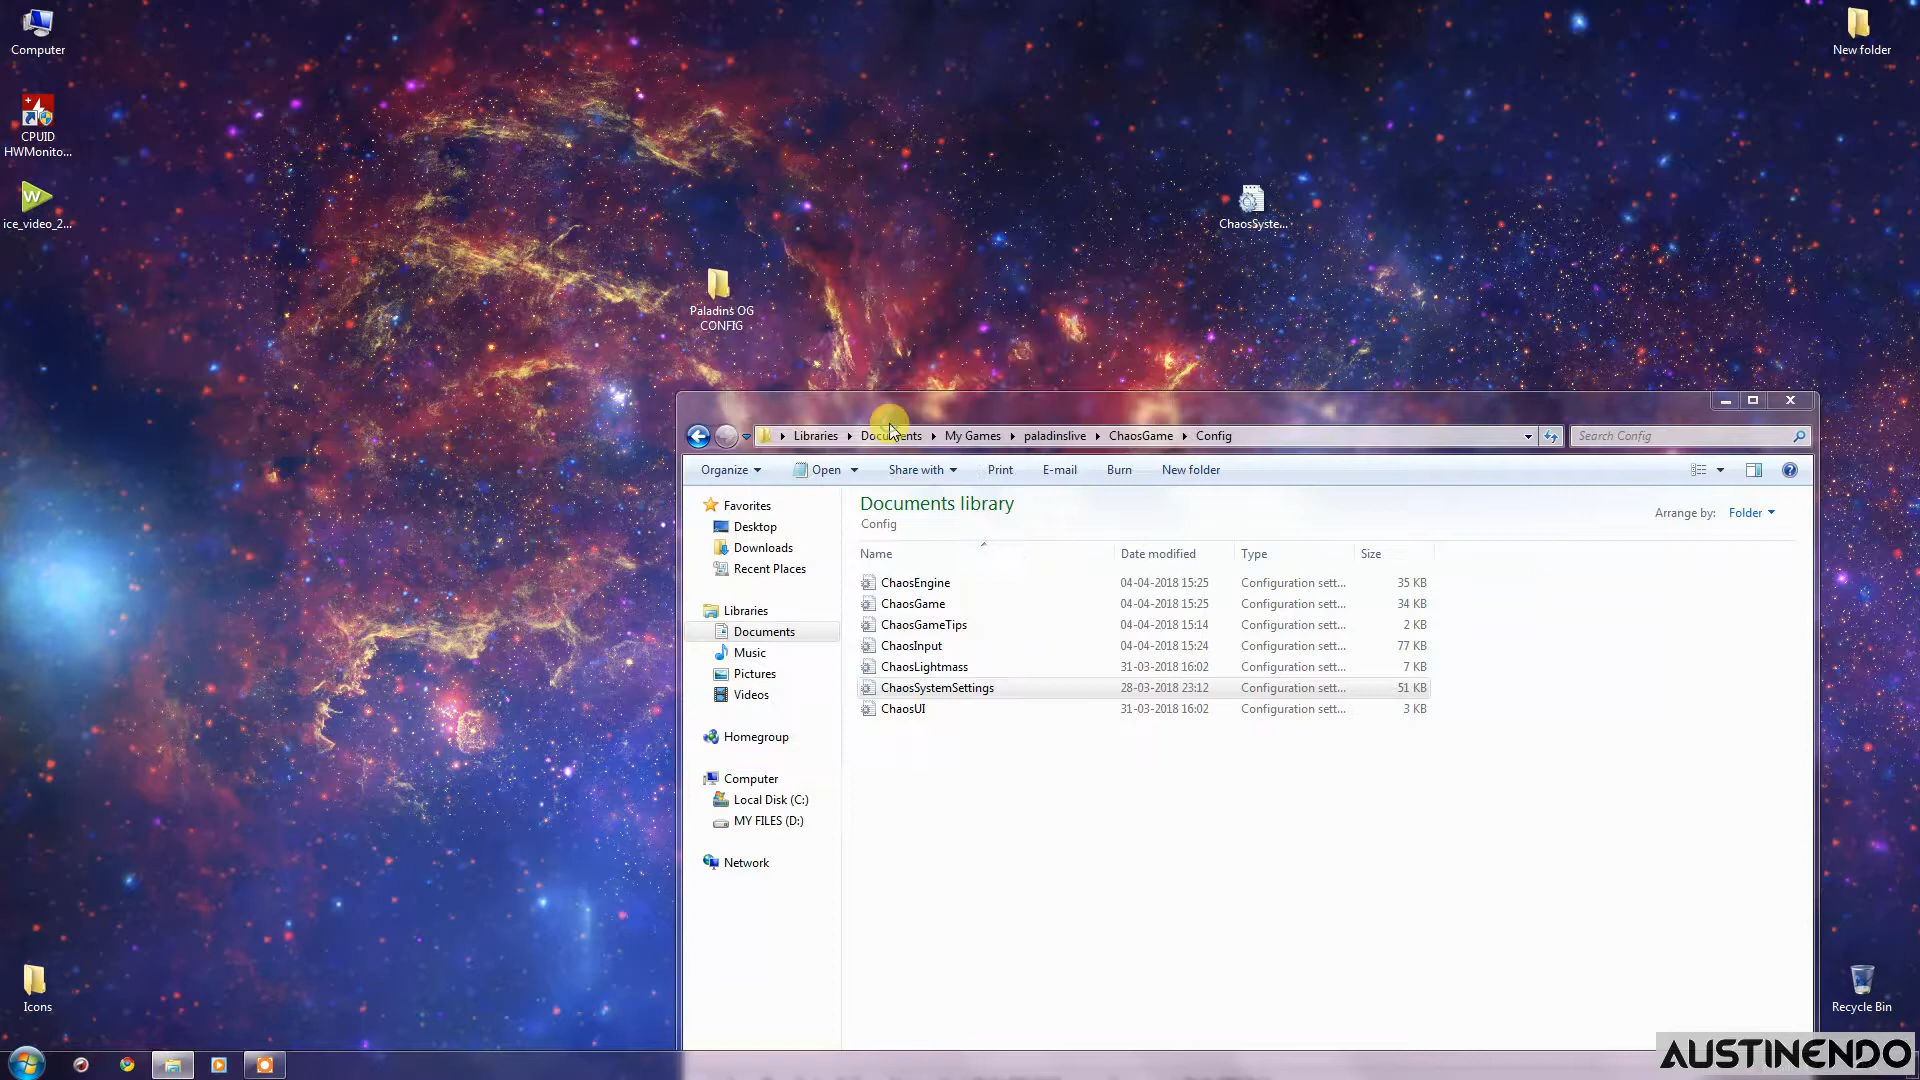 Computer
New folder
CPUID
HWMonito...
ice_video_2...
ChaosSyste...
Paladins OG
CONFIG
Libraries Documents My Games paladinslive ChaosGame Config
Search Config
Organize Open Share with Print E-mail Burn New folder
Favorites
Desktop
Downloads
Recent Places
Libraries
Documents
Music
Pictures
Videos
Homegroup
Computer
Local Disk (C:)
MY FILES (D:)
Network
Documents library
Config
Arrange by: Folder
Name Date modified Type Size
ChaosEngine 04-04-2018 15:25 Configuration sett... 35 KB
ChaosGame 04-04-2018 15:25 Configuration sett... 34 KB
ChaosGameTips 04-04-2018 15:14 Configuration sett... 2 KB
ChaosInput 04-04-2018 15:24 Configuration sett... 77 KB
ChaosLightmass 31-03-2018 16:02 Configuration sett... 7 KB
ChaosSystemSettings 28-03-2018 23:12 Configuration sett... 51 KB
ChaosUI 31-03-2018 16:02 Configuration sett... 3 KB
Icons
Recycle Bin
AUSTINENDO